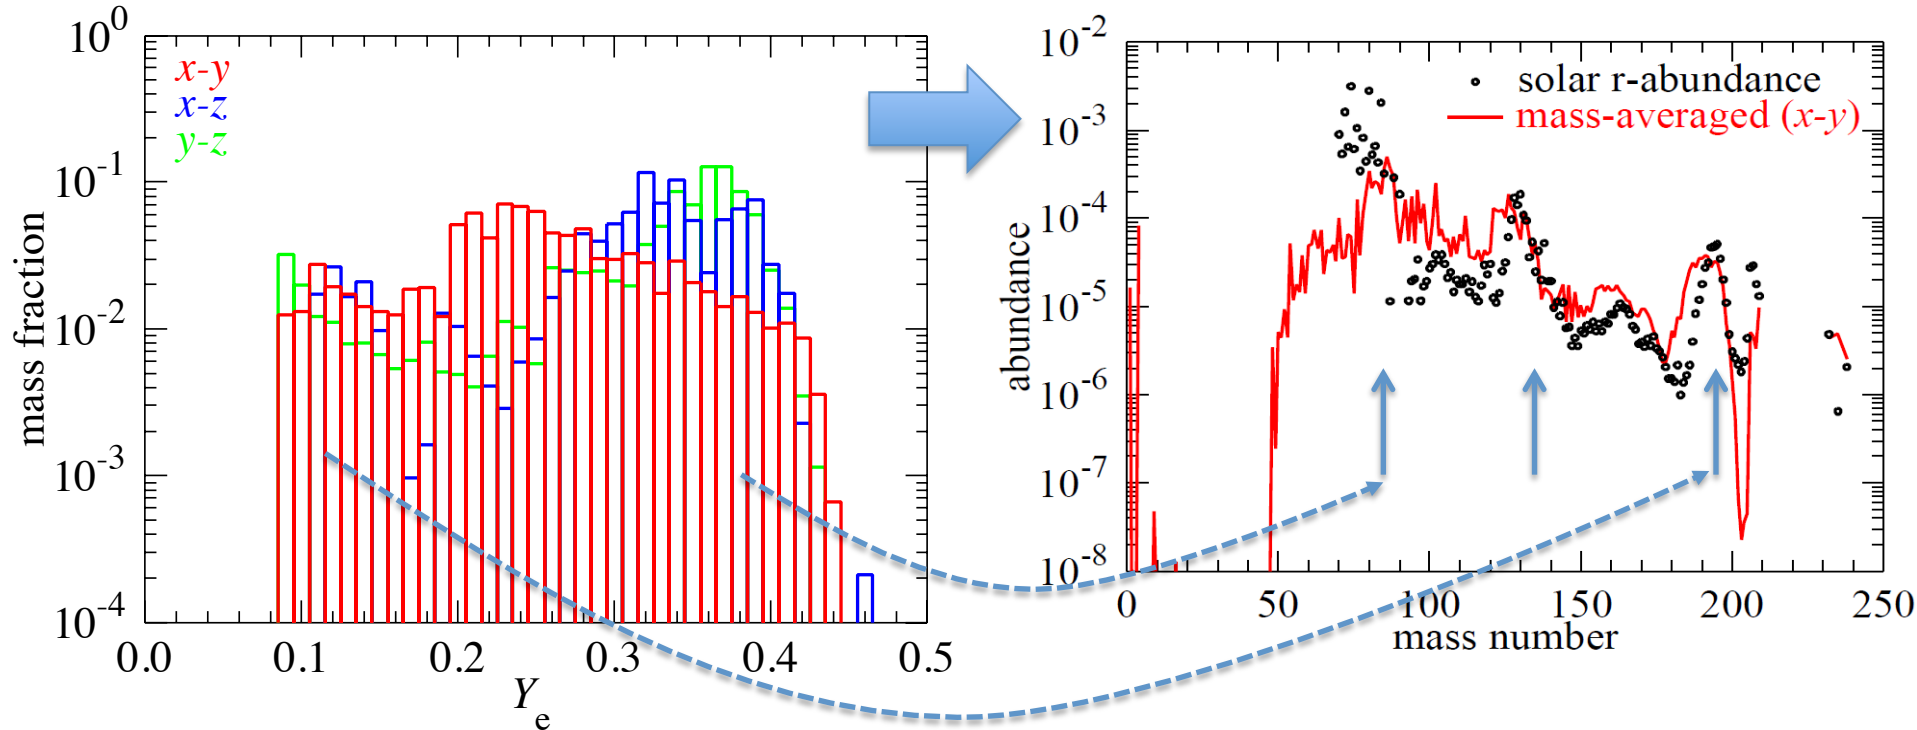 10^0
10^-1
10^-2
10^-3
10^-4
mass fraction
x-y
x-z
y-z
0.0 0.1 0.2 0.3 0.4 0.5
Y_e
10^-2
10^-3
10^-4
10^-5
10^-6
10^-7
10^-8
abundance
solar r-abundance
mass-averaged (x-y)
0 50 100 150 200 250
mass number